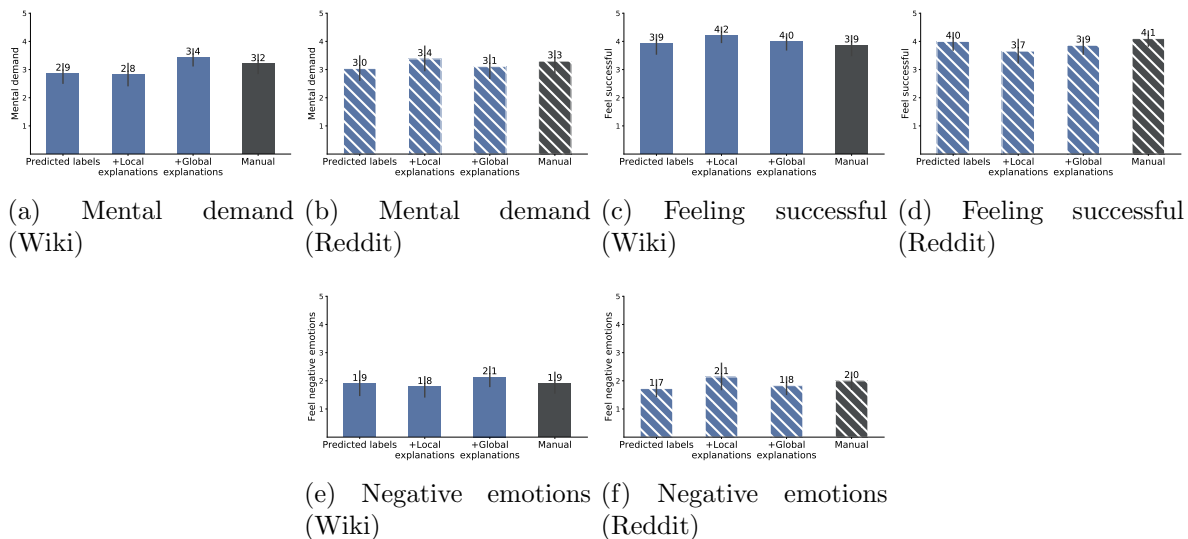 5
4
3
2
1
Mental demand
2.9
2.8
3.4
3.2
Predicted labels
+Local
explanations
+Global
explanations
Manual
(a) Mental demand
(Wiki)
5
4
3
2
1
Mental demand
3.0
3.4
3.1
3.3
Predicted labels
+Local
explanations
+Global
explanations
Manual
(b) Mental demand
(Reddit)
5
4
3
2
1
Feel successful
3.9
4.2
4.0
3.9
Predicted labels
+Local
explanations
+Global
explanations
Manual
(c) Feeling successful
(Wiki)
5
4
3
2
1
Feel successful
4.0
3.7
3.9
4.1
Predicted labels
+Local
explanations
+Global
explanations
Manual
(d) Feeling successful
(Reddit)
5
4
3
2
1
Feel negative emotions
1.9
1.8
2.1
1.9
Predicted labels
+Local
explanations
+Global
explanations
Manual
(e) Negative emotions
(Wiki)
5
4
3
2
1
Feel negative emotions
1.7
2.1
1.8
2.0
Predicted labels
+Local
explanations
+Global
explanations
Manual
(f) Negative emotions
(Reddit)